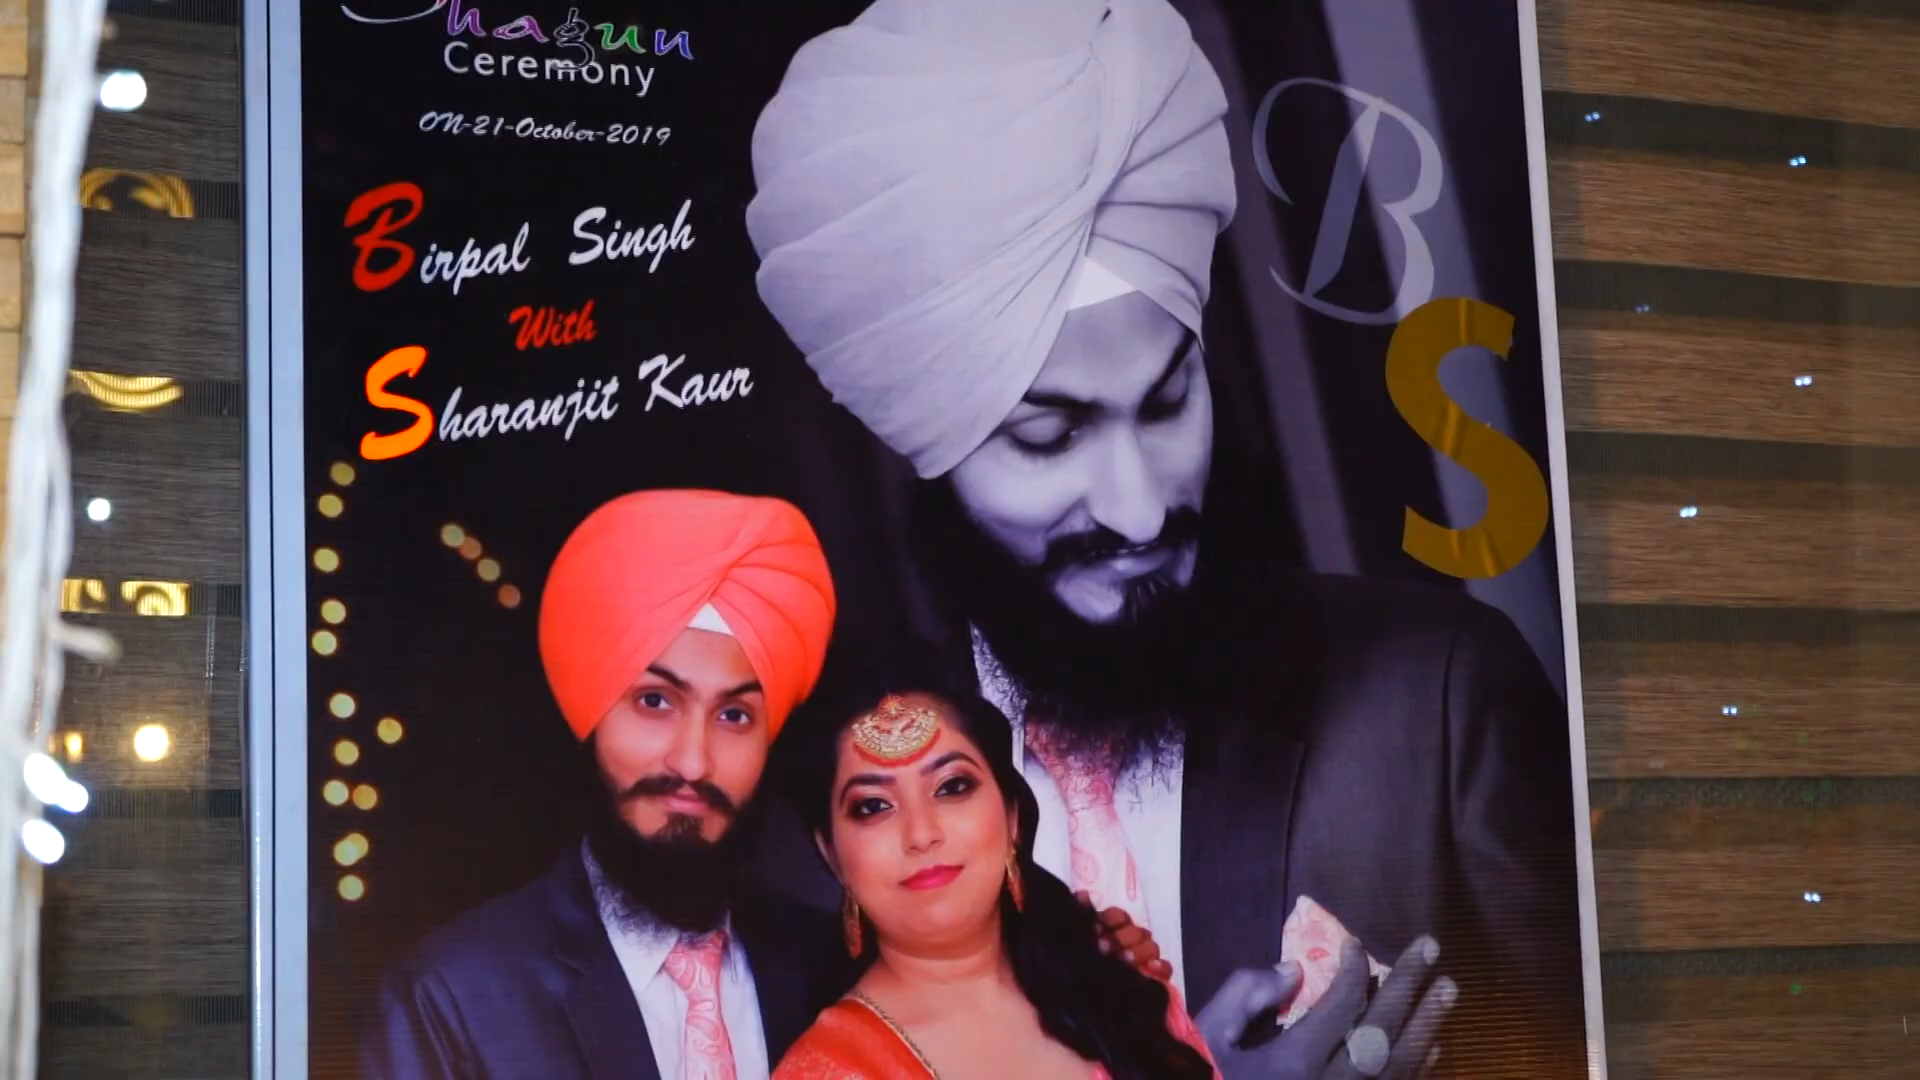 Shagun
Ceremony
ON-21-October-2019
Birpal Singh
With
Sharanjit Kaur
B
S